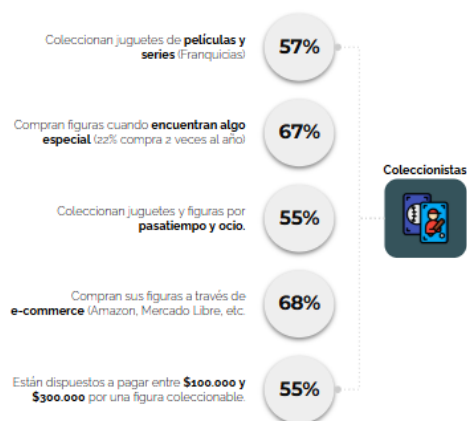 Coleccionan juguetes de películas y
series (Franquicias)
57%
Compran figuras cuando encuentran algo
especial (22% compra 2 veces al año)
67%
Coleccionistas
Coleccionan juguetes y figuras por
pasatiempo y ocio.
55%
Compran sus figuras a través de
e-commerce (Amazon, Mercado Libre, etc.
68%
Están dispuestos a pagar entre $100.000 y
$300.000 por una figura coleccionable.
55%